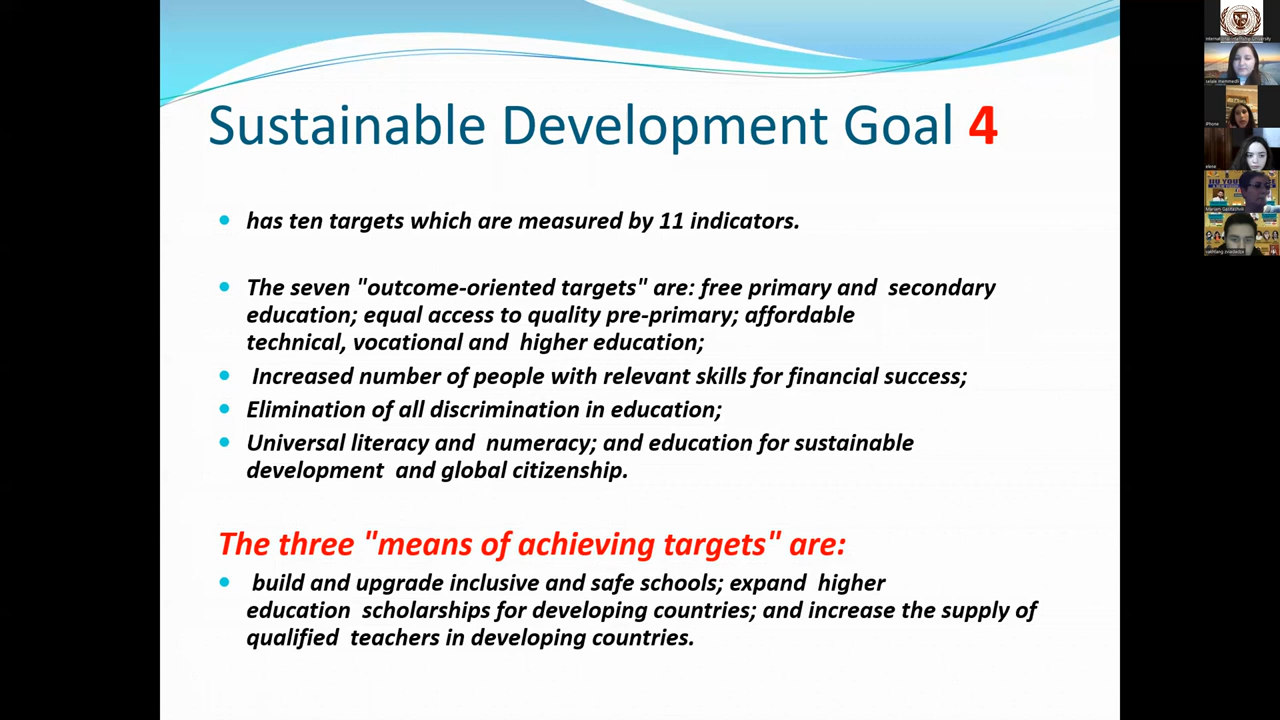 Sustainable Development Goal 4
has ten targets which are measured by 11 indicators.
The seven "outcome-oriented targets" are: free primary and secondary
education; equal access to quality pre-primary; affordable
technical, vocational and higher education;
Increased number of people with relevant skills for financial success;
Elimination of all discrimination in education;
Universal literacy and numeracy; and education for sustainable
development and global citizenship.
The three "means of achieving targets" are:
build and upgrade inclusive and safe schools; expand higher
education scholarships for developing countries; and increase the supply of
qualified teachers in developing countries.
iPhone
elene